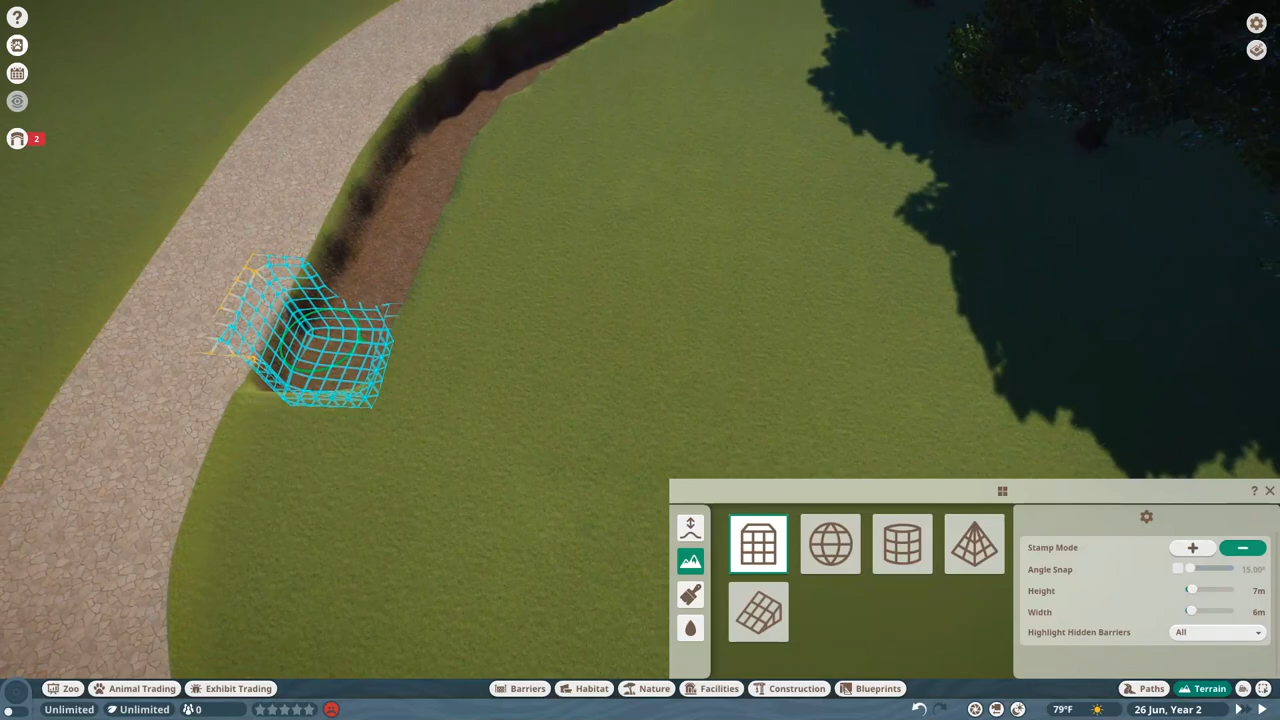 ?
2
? ×
Stamp Mode + −
Angle Snap 15.00°
Height 7m
Width 6m
Highlight Hidden Barriers All
Zoo Animal Trading Exhibit Trading Barriers Habitat Nature Facilities Construction Blueprints Paths Terrain
Unlimited Unlimited 0 79°F 26 Jun, Year 2